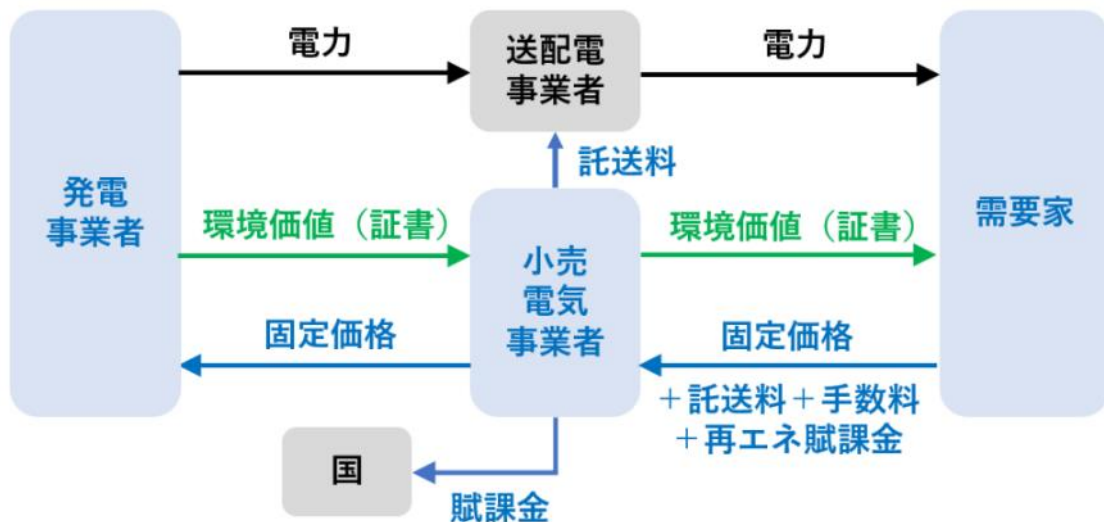 電力
送配電
事業者
電力
託送料
発電
事業者
環境価値（証書）
小売
電気
事業者
環境価値（証書）
需要家
固定価格
固定価格
＋託送料＋手数料
＋再エネ賦課金
国
賦課金